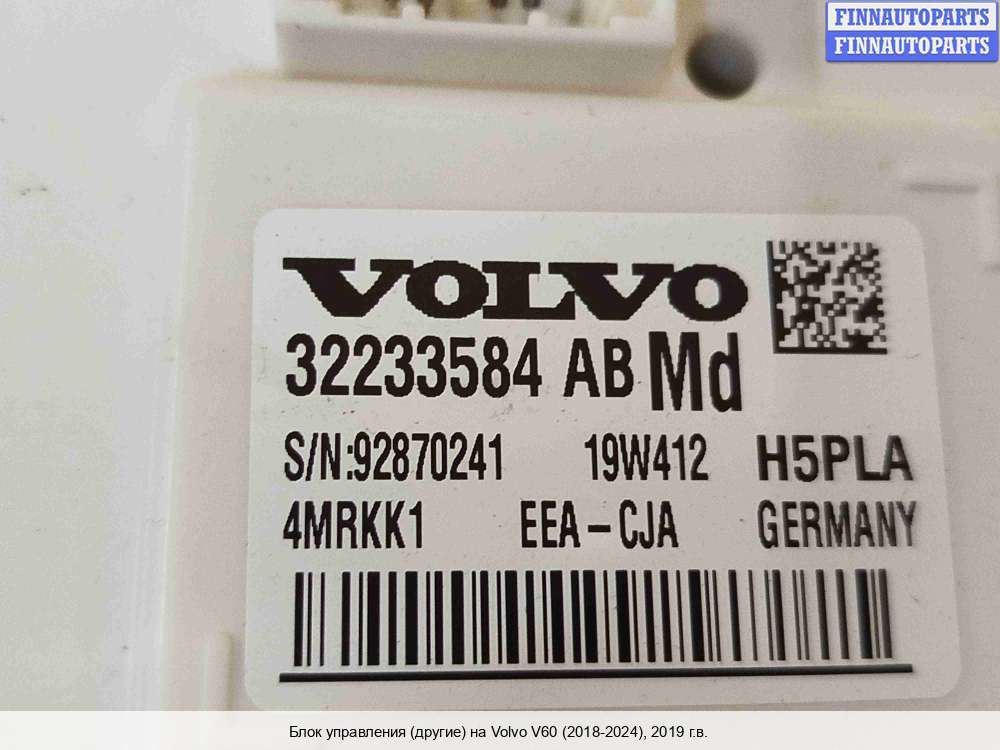 FINNAUTOPARTS
FINNAUTOPARTS
VOLVO
32233584 AB Md
S/N:92870241 19W412 H5PLA
4MRKK1 EEA-CJA GERMANY
Блок управления (другие) на Volvo V60 (2018-2024), 2019 г.в.